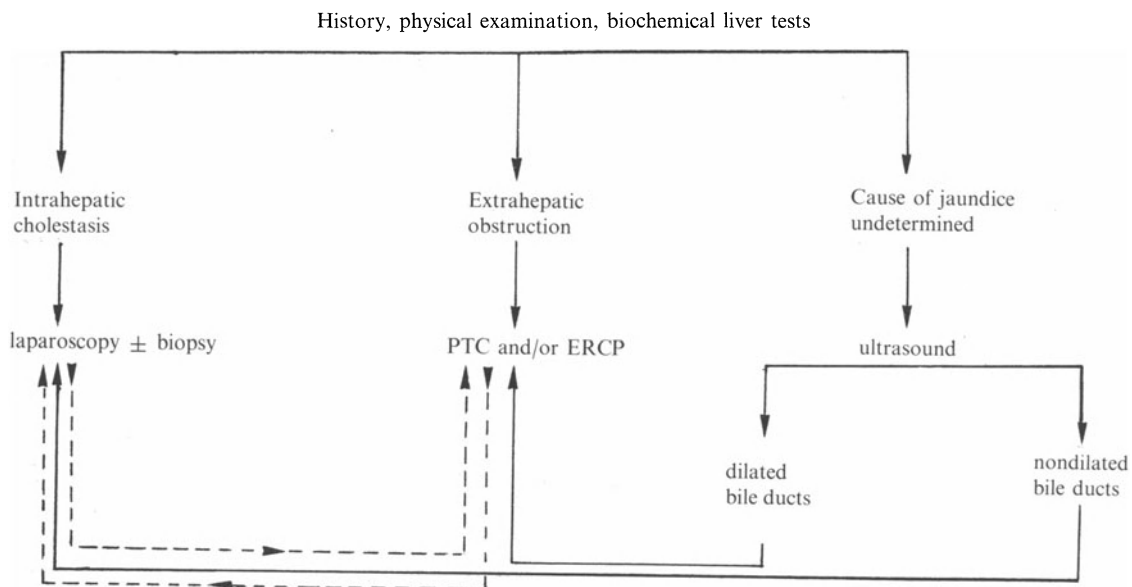 History, physical examination, biochemical liver tests
Intrahepatic
cholestasis
Extrahepatic
obstruction
Cause of jaundice
undetermined
laparoscopy ± biopsy
PTC and/or ERCP
ultrasound
dilated
bile ducts
nondilated
bile ducts